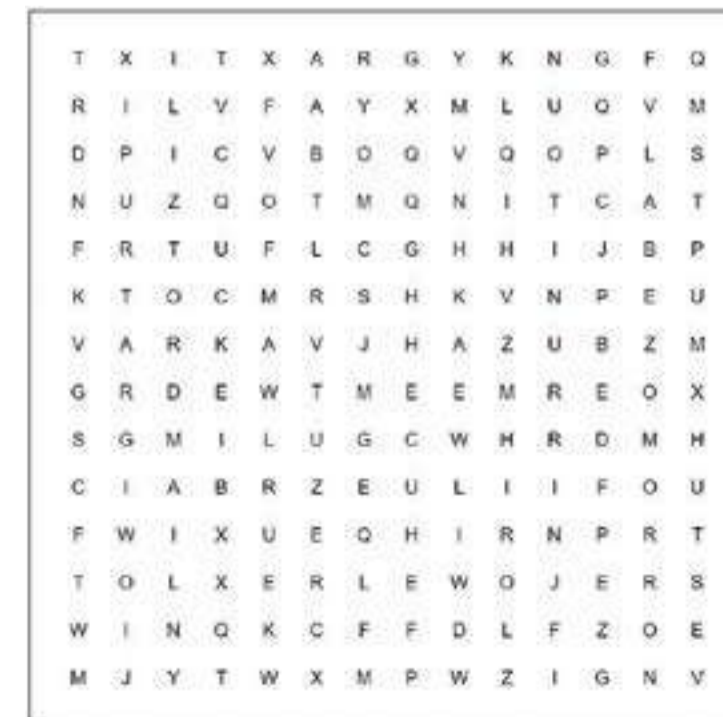 T X I T X A R G Y K N G F Q
R I L V F A Y X M L U Q V M
D P I C V B O Q V Q O P L S
N U Z Q O T M Q N I T C A T
F R T U F L C G H H I J B P
K T O C M R S H K V N P E U
V A R K A V J H A Z U B Z M
G R D E W T M E E M R E O X
S G M I L U G C W H R D M H
C I A B R Z E U L I I F O U
F W I X U E Q H I R N P R T
T O L X E R L E W O J E R S
W I N Q K C F F D L F Z O E
M J Y T W X M P W Z I G N V